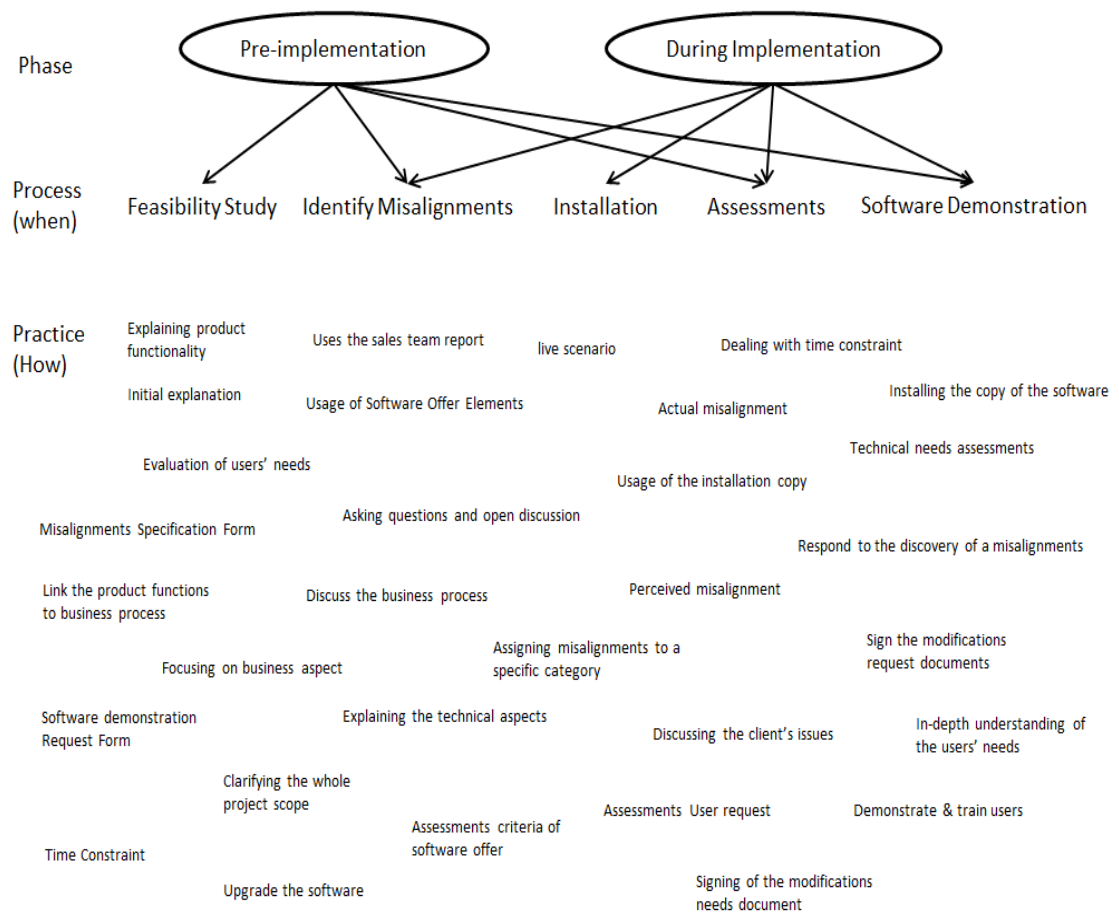 Pre-implementation
During Implementation
Phase
Process
(when)
Feasibility Study
Identify Misalignments
Installation
Assessments
Software Demonstration
Practice
(How)
Explaining product
functionality
Uses the sales team report
live scenario
Dealing with time constraint
Initial explanation
Usage of Software Offer Elements
Actual misalignment
Installing the copy of the software
Technical needs assessments
Evaluation of users’ needs
Usage of the installation copy
Asking questions and open discussion
Misalignments Specification Form
Respond to the discovery of a misalignments
Link the product functions
to business process
Discuss the business process
Perceived misalignment
Assigning misalignments to a
specific category
Sign the modifications
request documents
Focusing on business aspect
Software demonstration
Request Form
Explaining the technical aspects
Discussing the client’s issues
In-depth understanding of
the users’ needs
Clarifying the whole
project scope
Assessments User request
Demonstrate & train users
Assessments criteria of
software offer
Time Constraint
Upgrade the software
Signing of the modifications
needs document